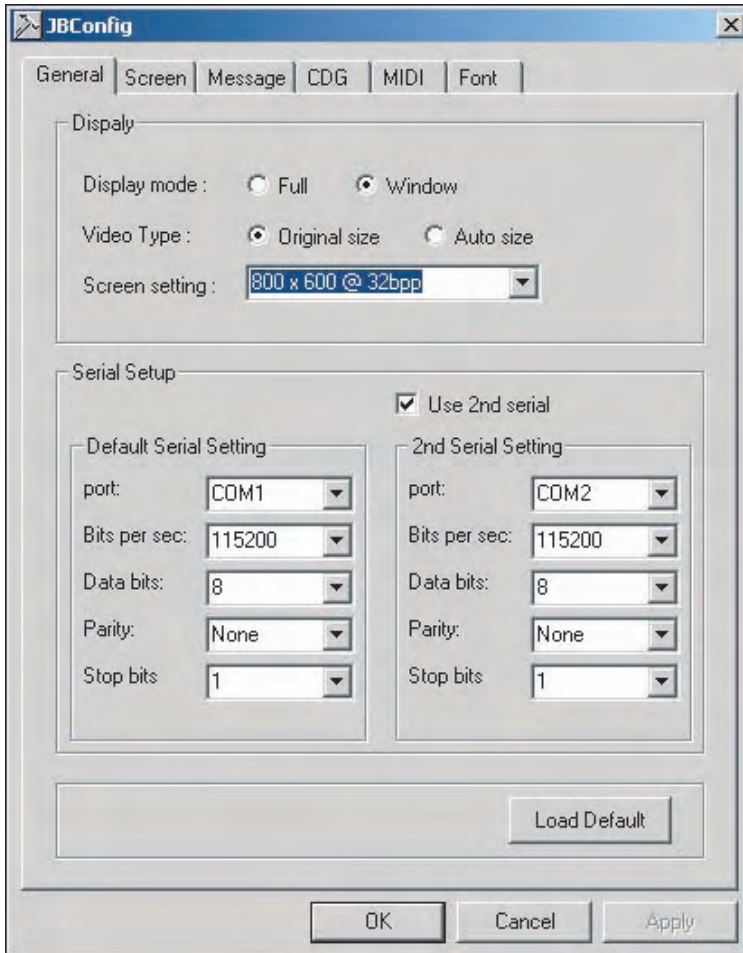 JBConfig
General Screen Message CDG MIDI Font
Dispaly
Display mode : Full Window
Video Type : Original size Auto size
Screen setting : 800 x 600 @ 32bpp
Serial Setup
Use 2nd serial
Default Serial Setting
port: COM1
Bits per sec: 115200
Data bits: 8
Parity: None
Stop bits 1
2nd Serial Setting
port: COM2
Bits per sec: 115200
Data bits: 8
Parity: None
Stop bits 1
Load Default
OK Cancel Apply